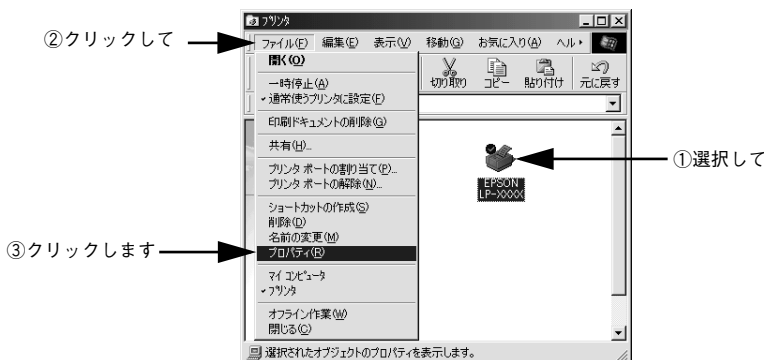 プリンタ
ファイル(F) 編集(E) 表示(V) 移動(G) お気に入り(A) ヘル
②クリックして
開く(O)
一時停止(A)
通常使うプリンタに設定(F)
印刷ドキュメントの削除(G)
共有(H)...
プリンタ ポートの割り当て(P)...
プリンタ ポートの解除(N)...
ショートカットの作成(S)
削除(D)
名前の変更(M)
プロパティ(R)
③クリックします
マイ コンピュータ
プリンタ
オフライン作業(W)
閉じる(C)
切り取り コピー 貼り付け 元に戻す
EPSON
LP-XXXX
①選択して
選択されたオブジェクトのプロパティを表示します。